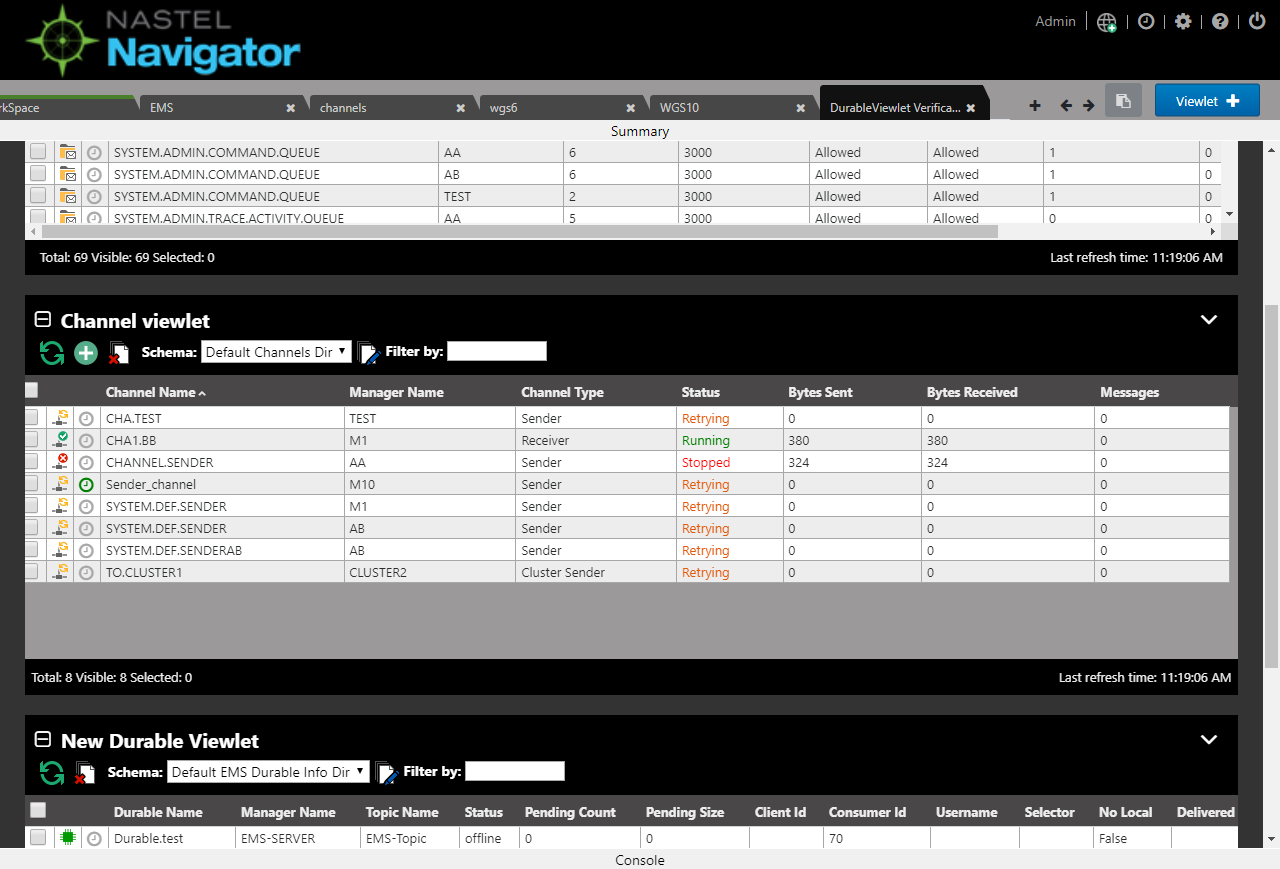 NASTEL
Navigator
Admin
rkSpace EMS channels wgs6 WGS10 DurableViewlet Verifica... Viewlet
Summary
SYSTEM.ADMIN.COMMAND.QUEUE AA 6 3000 Allowed Allowed 1 0
SYSTEM.ADMIN.COMMAND.QUEUE AB 6 3000 Allowed Allowed 1 0
SYSTEM.ADMIN.COMMAND.QUEUE TEST 2 3000 Allowed Allowed 1 0
SYSTEM.ADMIN.TRACE.ACTIVITY.QUEUE AA 5 3000 Allowed Allowed 0 0
Total: 69 Visible: 69 Selected: 0 Last refresh time: 11:19:06 AM
Channel viewlet
Schema: Default Channels Dir Filter by:
Channel Name Manager Name Channel Type Status Bytes Sent Bytes Received Messages
CHA.TEST TEST Sender Retrying 0 0 0
CHA1.BB M1 Receiver Running 380 380 0
CHANNEL.SENDER AA Sender Stopped 324 324 0
Sender_channel M10 Sender Retrying 0 0 0
SYSTEM.DEF.SENDER M1 Sender Retrying 0 0 0
SYSTEM.DEF.SENDER AB Sender Retrying 0 0 0
SYSTEM.DEF.SENDERAB AB Sender Retrying 0 0 0
TO.CLUSTER1 CLUSTER2 Cluster Sender Retrying 0 0 0
Total: 8 Visible: 8 Selected: 0 Last refresh time: 11:19:06 AM
New Durable Viewlet
Schema: Default EMS Durable Info Dir Filter by:
Durable Name Manager Name Topic Name Status Pending Count Pending Size Client Id Consumer Id Username Selector No Local Delivered
Durable.test EMS-SERVER EMS-Topic offline 0 0 70 False
Console